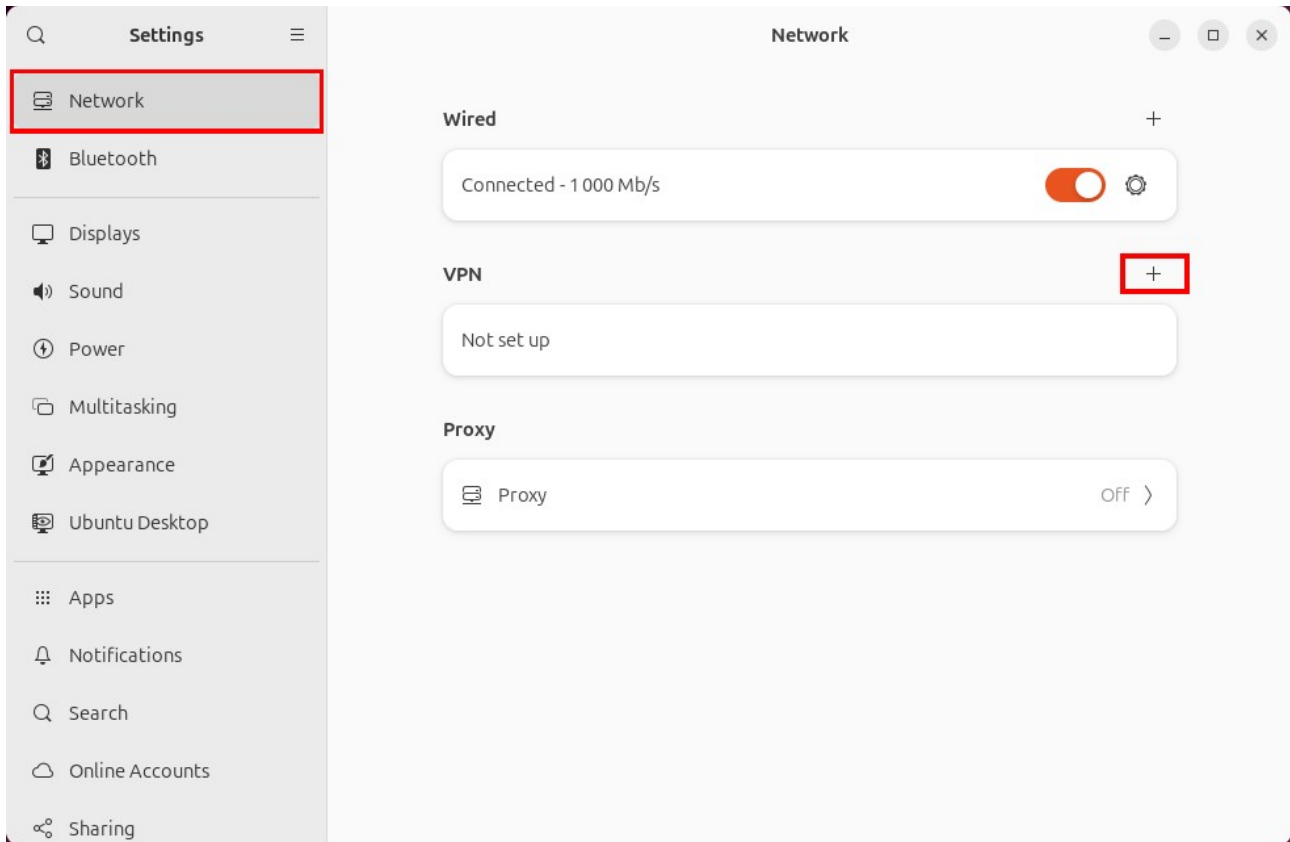 Settings
Network
Bluetooth
Displays
Sound
Power
Multitasking
Appearance
Ubuntu Desktop
Apps
Notifications
Search
Online Accounts
Sharing
Network
Wired
Connected - 1 000 Mb/s
VPN
Not set up
Proxy
Proxy Off